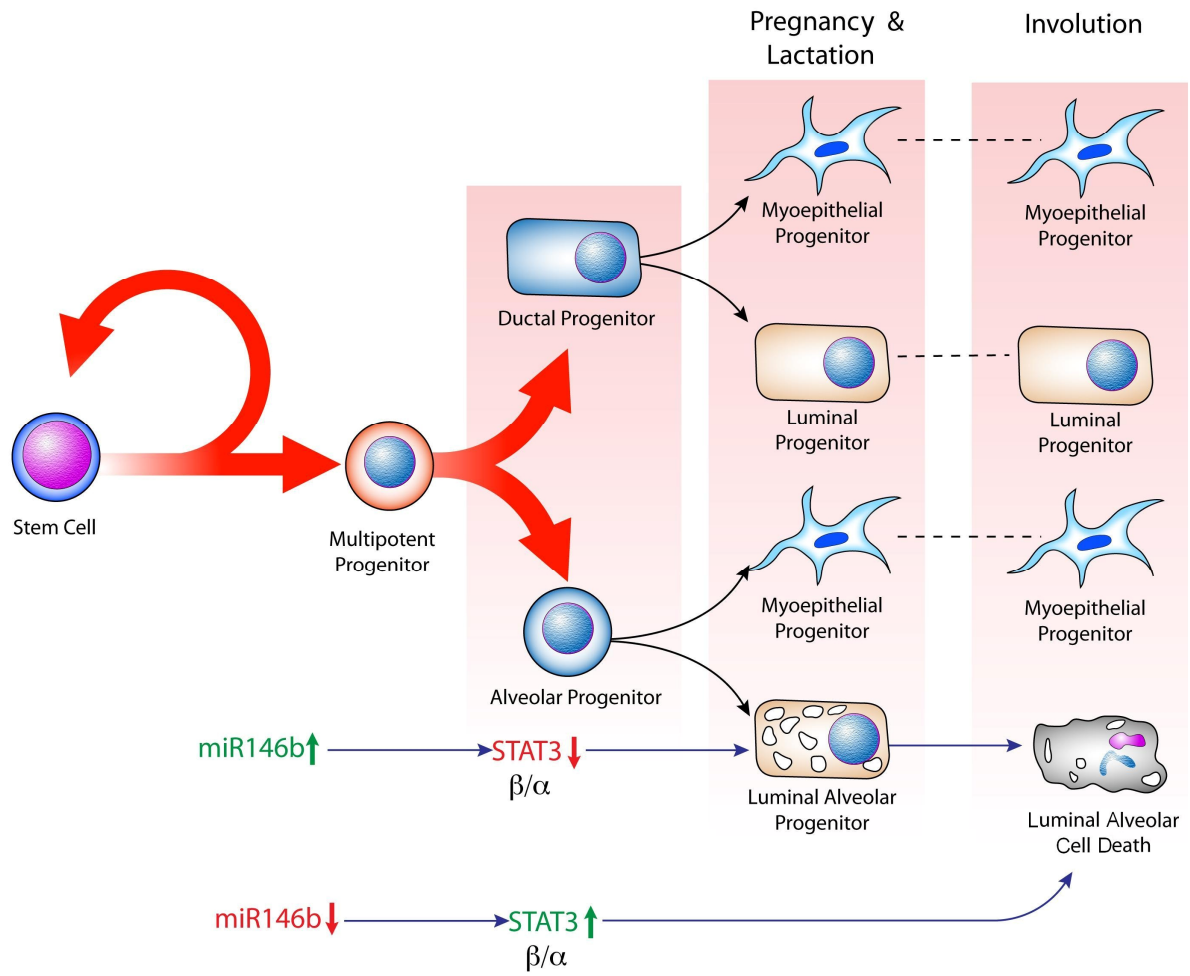 Pregnancy &
Lactation
Involution
Myoepithelial
Progenitor
Myoepithelial
Progenitor
Ductal Progenitor
Luminal
Progenitor
Luminal
Progenitor
Stem Cell
Multipotent
Progenitor
Myoepithelial
Progenitor
Myoepithelial
Progenitor
Alveolar Progenitor
miR146b
STAT3
β/α
Luminal Alveolar
Progenitor
Luminal Alveolar
Cell Death
miR146b
STAT3
β/α